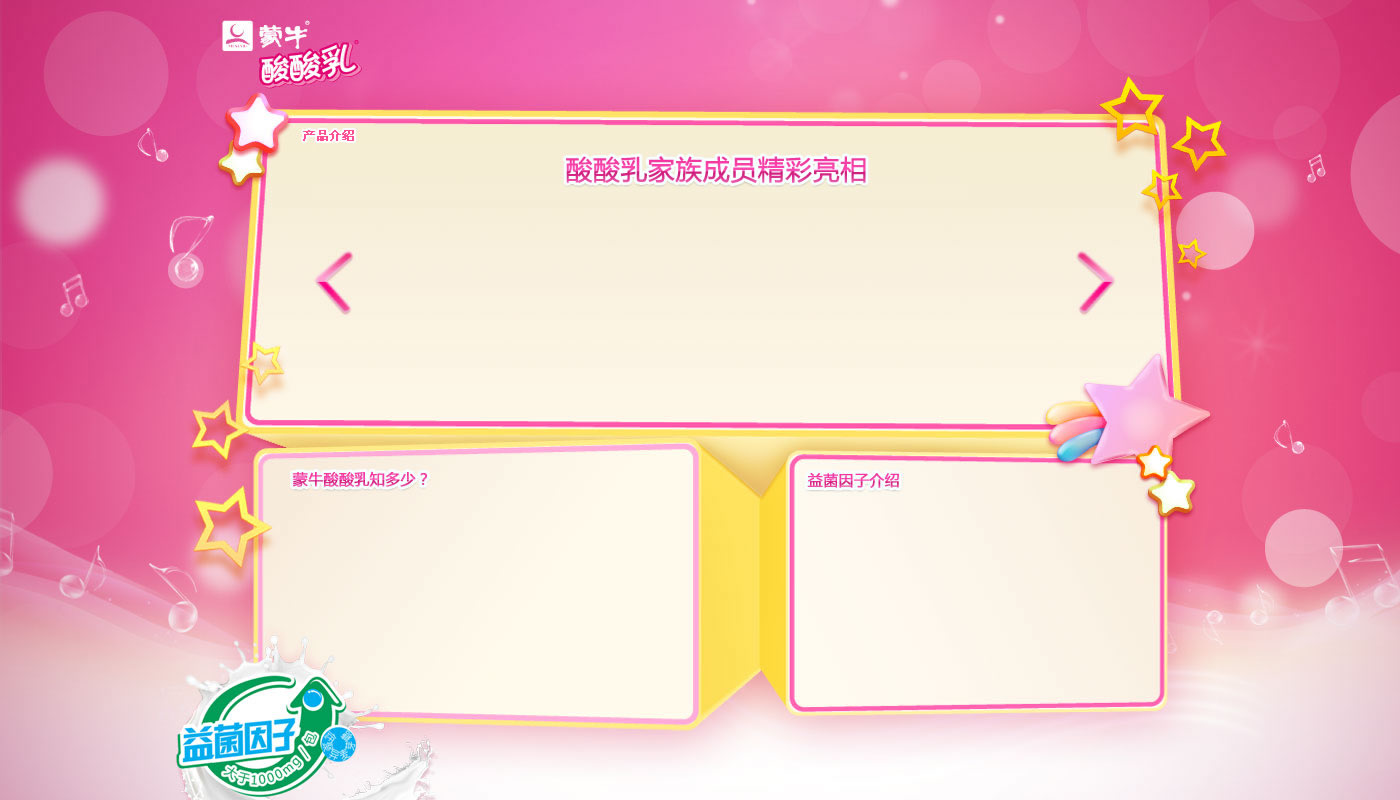 蒙牛
酸酸乳
产品介绍
酸酸乳家族成员精彩亮相
蒙牛酸酸乳知多少？
益菌因子介绍
益菌因子
大于1000mg/包